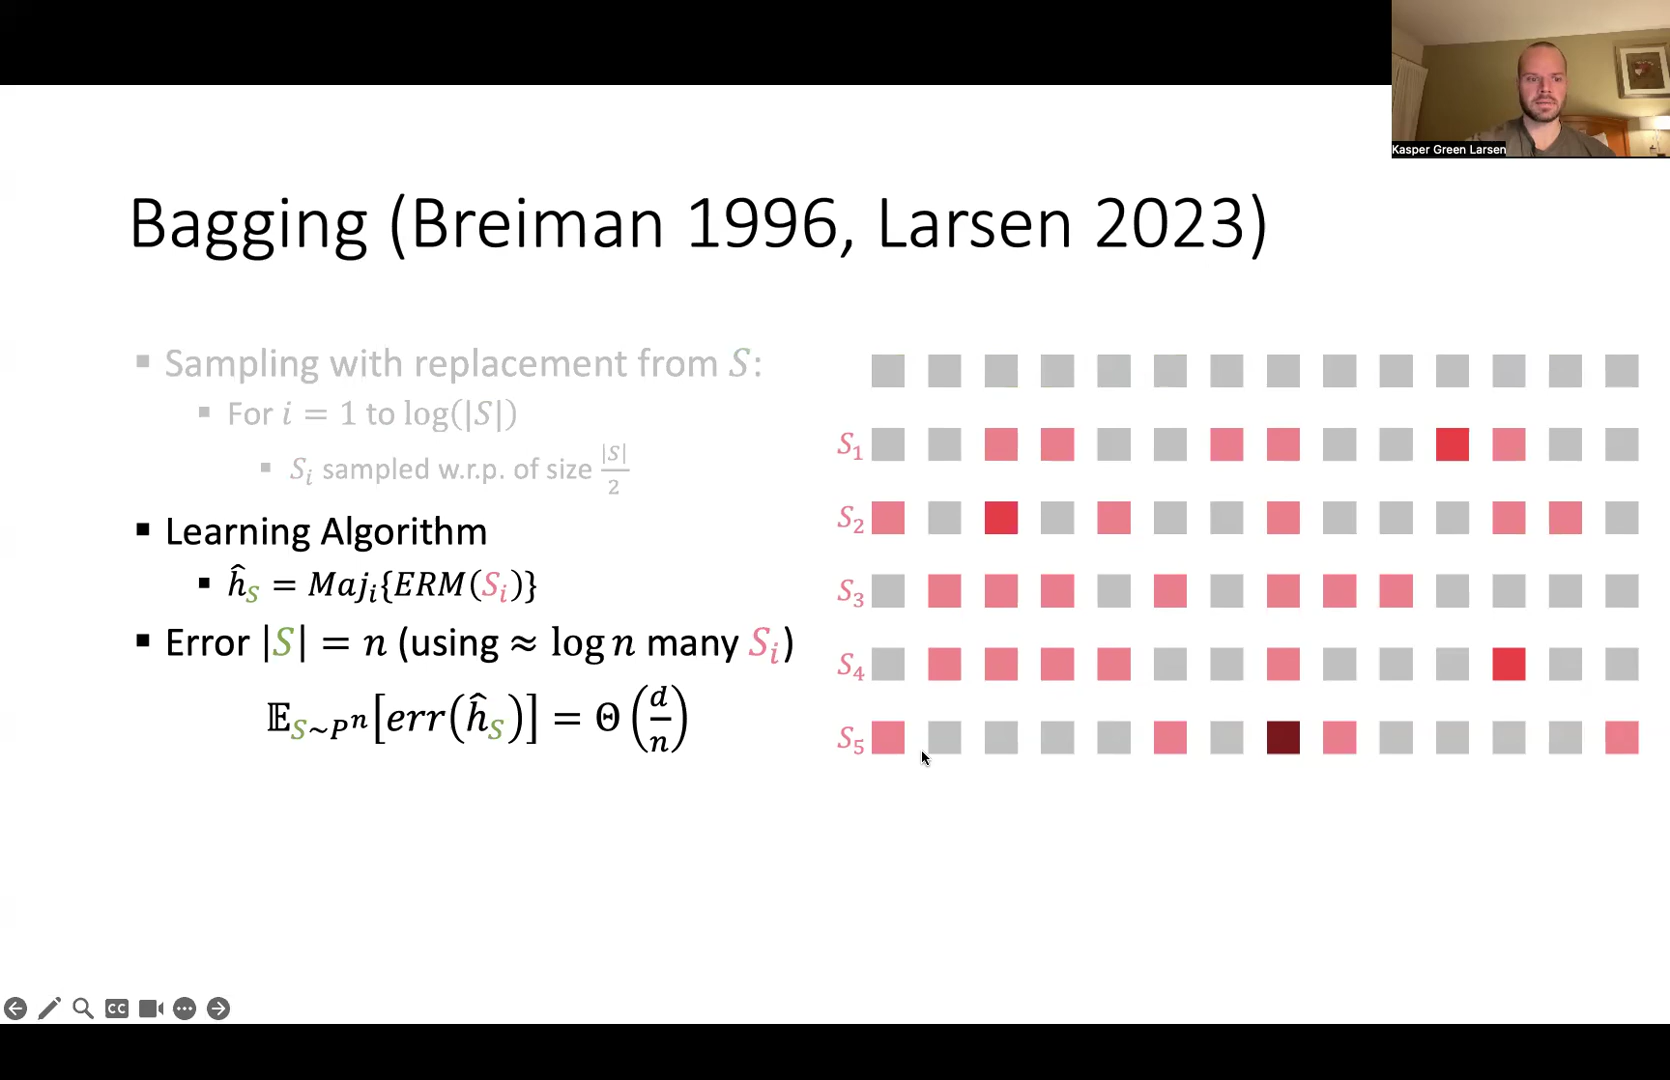 Kasper Green Larsen
Bagging (Breiman 1996, Larsen 2023)
▪ Sampling with replacement from S:
▪ For i = 1 to log(|S|)
▪ Sᵢ sampled w.r.p. of size |S|/2
▪ Learning Algorithm
▪ ĥ_S = Majᵢ{ERM(Sᵢ)}
▪ Error |S| = n (using ≈ log n many Sᵢ)
𝔼_{S~Pⁿ}[err(ĥ_S)] = Θ(d/n)
S₁
S₂
S₃
S₄
S₅
CC